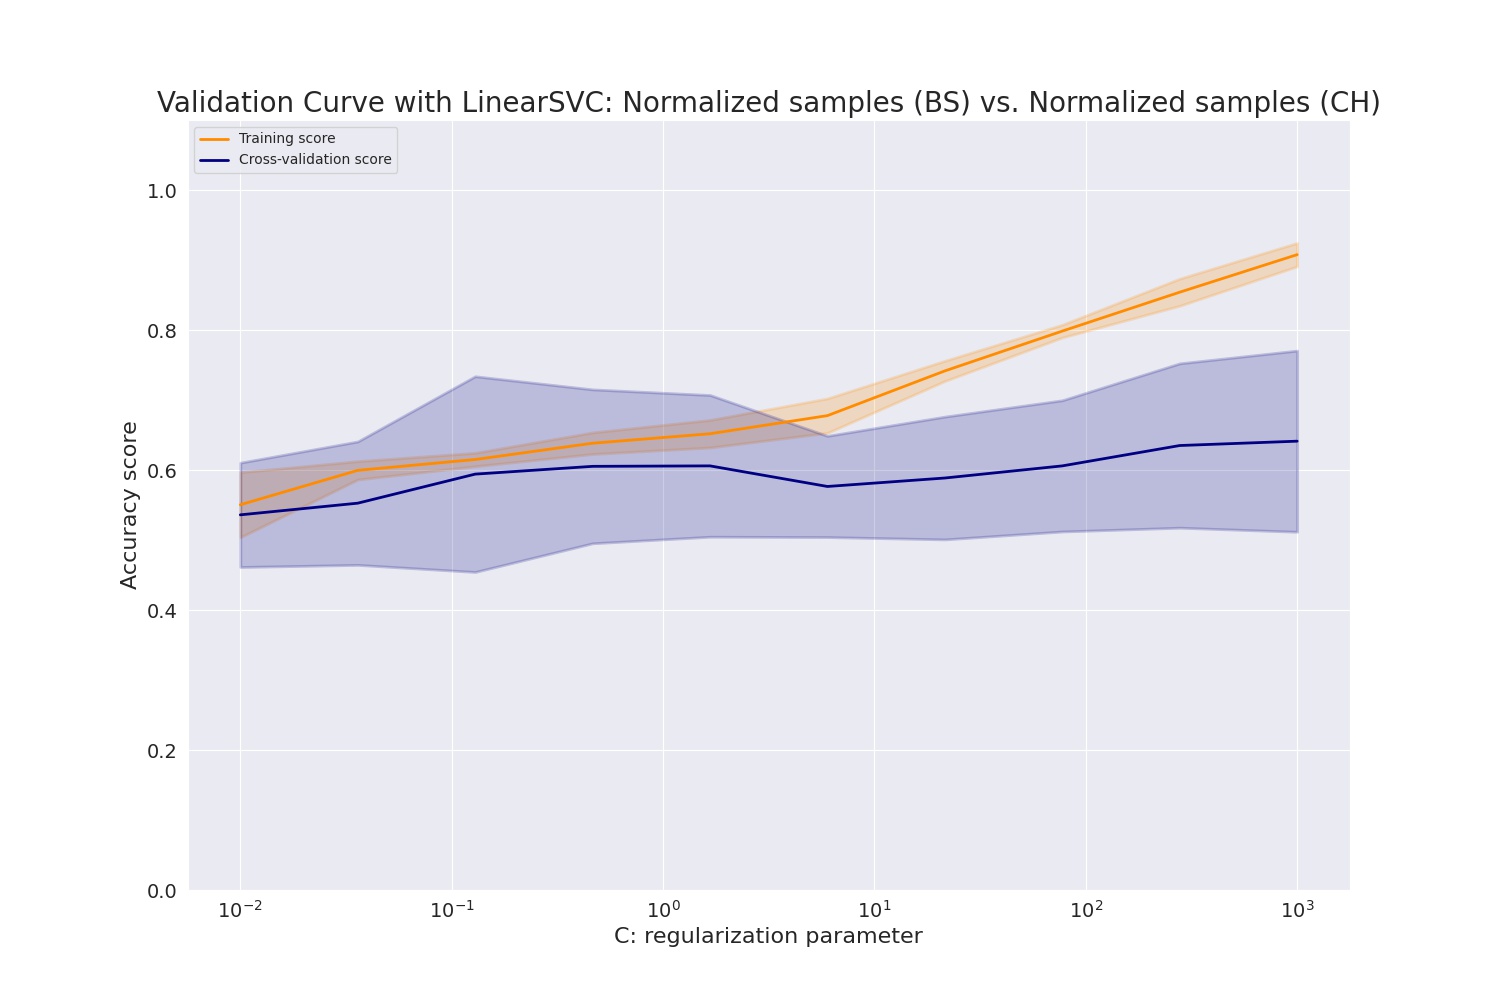 Validation Curve with LinearSVC: Normalized samples (BS) vs. Normalized samples (CH)
Training score
Cross-validation score
1.0
0.8
0.6
0.4
0.2
0.0
Accuracy score
10⁻² 10⁻¹ 10⁰ 10¹ 10² 10³
C: regularization parameter